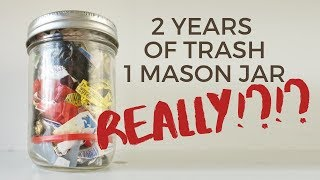 2 YEARS
OF TRASH
1 MASON JAR
REALLY!?!?